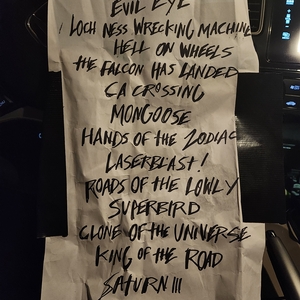 EVIL EYE
LOCH NESS WRECKING MACHINE
HELL ON WHEELS
THE FALCON HAS LANDED
CA CROSSING
MONGOOSE
HANDS OF THE ZODIAC
LASERBLAST!
ROADS OF THE LOWLY
SUPERBIRD
CLONE OF THE UNIVERSE
KING OF THE ROAD
SATURN III